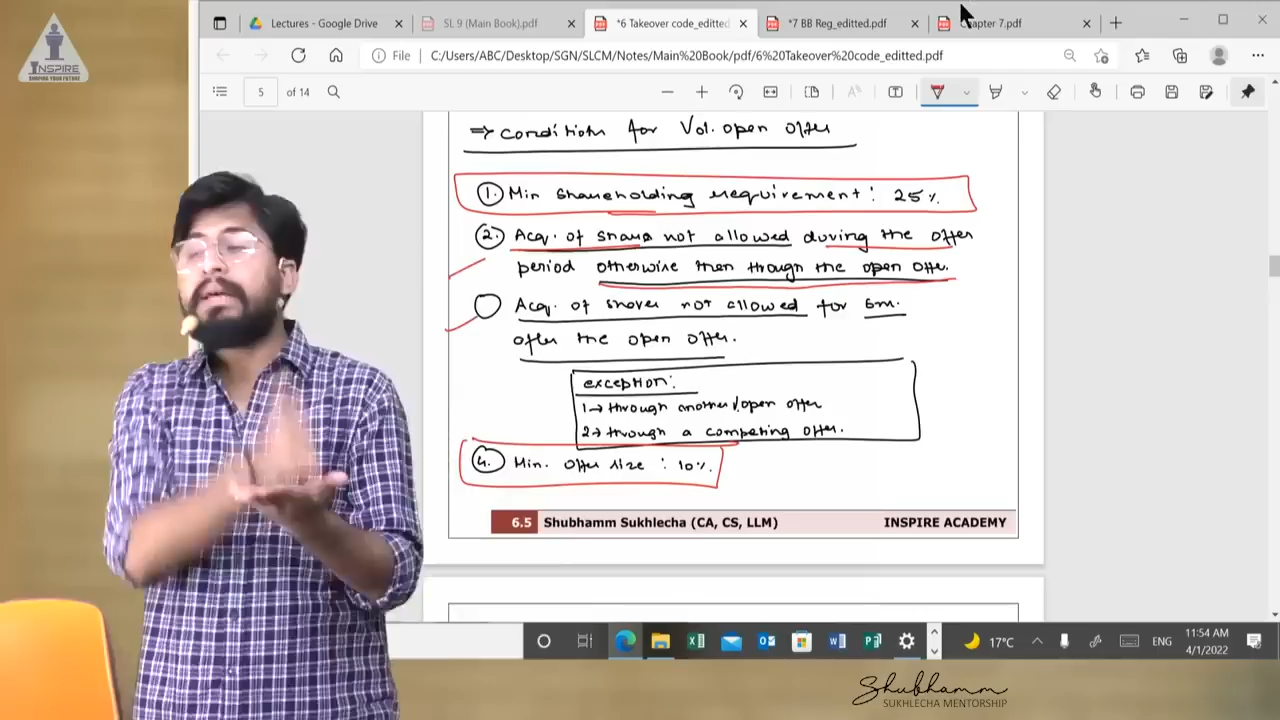 INSPIRE
SHAPING YOUR FUTURE
Lectures - Google Drive
SL 9 (Main Book).pdf
*6 Takeover code_editted
*7 BB Reg_editted.pdf
hapter 7.pdf
File
C:/Users/ABC/Desktop/SGN/SLCM/Notes/Main%20Book/pdf/6%20Takeover%20code_editted.pdf
5 of 14
⇒ Condition for Vol. open offer
1. Min shareholding requirement : 25%.
2. Acq. of shares not allowed during the offer
period otherwise then through the open offer.
Acq. of shares not allowed for 6m.
after the open offer.
exception:
1→ through another v. open offer
2→ through a competing offer.
4. Min. offer size : 10%.
6.5 Shubhamm Sukhlecha (CA, CS, LLM) INSPIRE ACADEMY
17°C
ENG
11:54 AM
4/1/2022
Shubhamm
SUKHLECHA MENTORSHIP